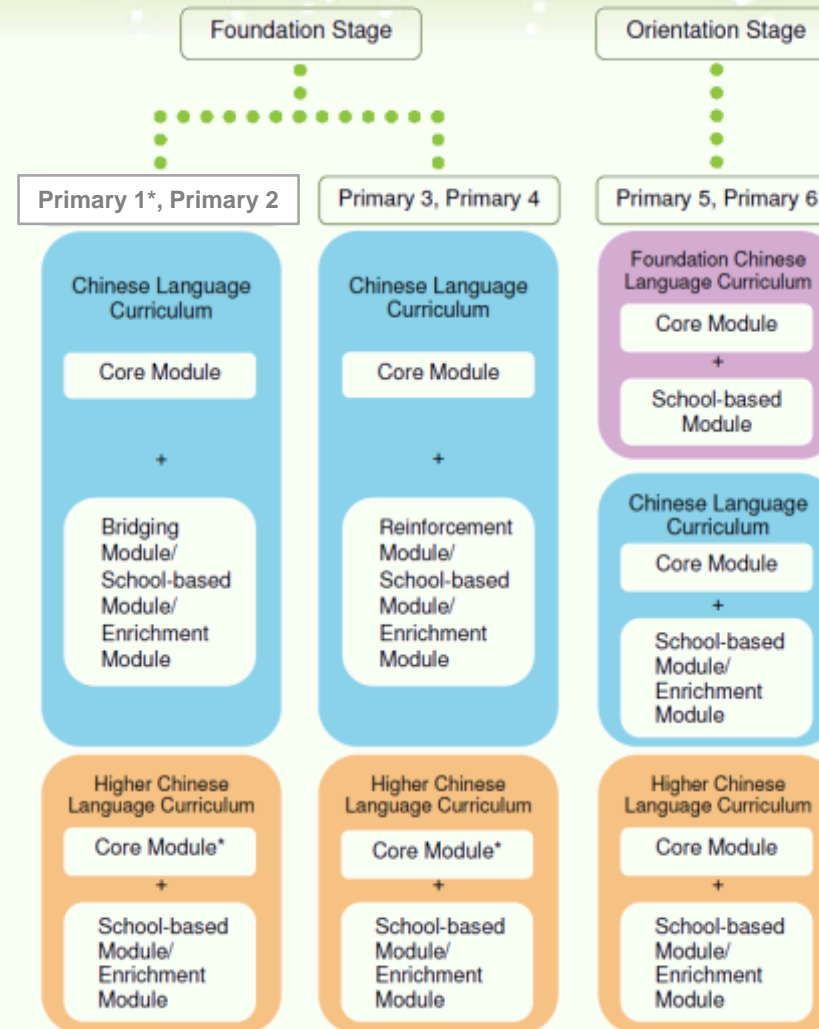 Foundation Stage
Orientation Stage
Primary 1*, Primary 2
Primary 3, Primary 4
Primary 5, Primary 6
Chinese Language
Curriculum
Core Module
+
Bridging
Module/
School-based
Module/
Enrichment
Module
Higher Chinese
Language Curriculum
Core Module*
+
School-based
Module/
Enrichment
Module
Chinese Language
Curriculum
Core Module
+
Reinforcement
Module/
School-based
Module/
Enrichment
Module
Higher Chinese
Language Curriculum
Core Module*
+
School-based
Module/
Enrichment
Module
Foundation Chinese
Language Curriculum
Core Module
+
School-based
Module
Chinese Language
Curriculum
Core Module
+
School-based
Module/
Enrichment
Module
Higher Chinese
Language Curriculum
Core Module
+
School-based
Module/
Enrichment
Module